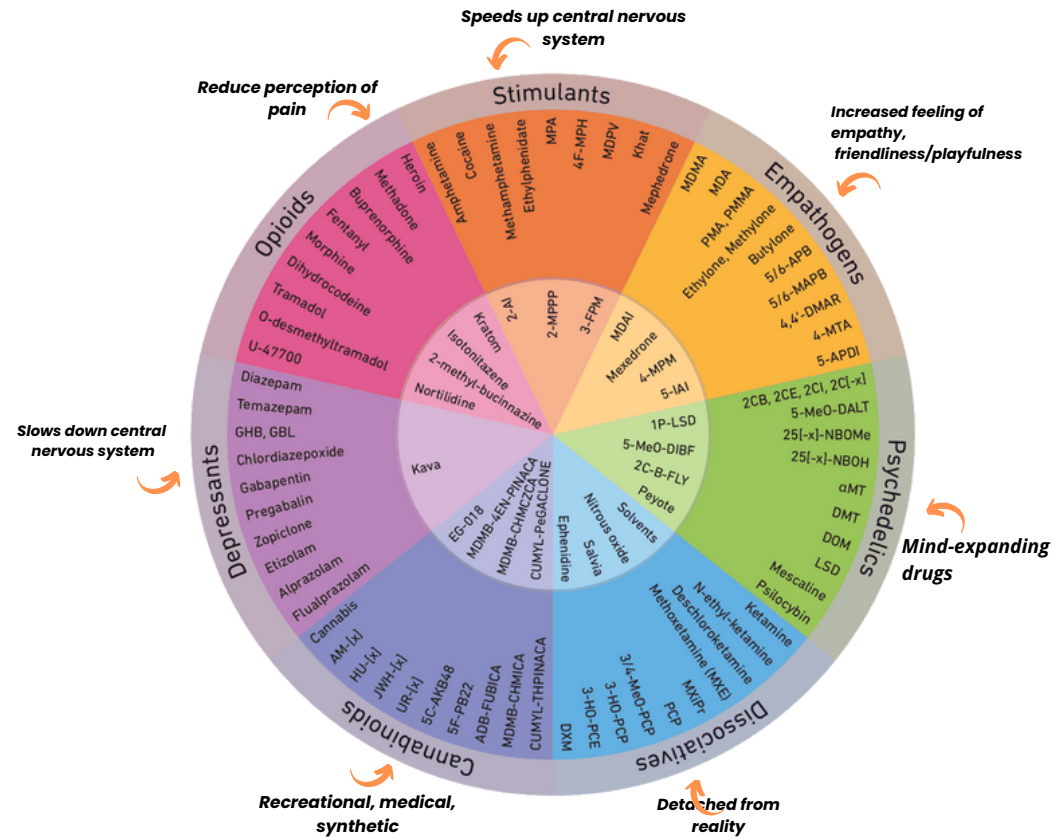 Speeds up central nervous
system
Reduce perception of
pain
Increased feeling of
empathy,
friendliness/playfulness
Slows down central
nervous system
Mind-expanding
drugs
Recreational, medical,
synthetic
Detached from
reality
Stimulants
Amphetamine
Cocaine
Methamphetamine
Ethylphenidate
MPA
4F-MPH
MDPV
Khat
Mephedrone
2-AI
2-MPPP
3-FPM
Empathogens
MDMA
MDA
PMA, PMMA
Ethylone, Methylone
Butylone
5/6-APB
5/6-MAPB
4,4'-DMAR
4-MTA
5-APDI
MDAI
Mexedrone
4-MPM
5-IAI
Psychedelics
2CB, 2CE, 2CI, 2C[-x]
5-MeO-DALT
25[-x]-NBOMe
25[-x]-NBOH
αMT
DMT
DOM
LSD
Mescaline
Psilocybin
1P-LSD
5-MeO-DIBF
2C-B-FLY
Peyote
Dissociatives
Ketamine
N-ethyl-ketamine
Deschloroketamine
Methoxetamine (MXE)
MXiPr
PCP
3/4-MeO-PCP
3-HO-PCP
3-HO-PCE
DXM
Solvents
Nitrous oxide
Salvia
Ephenidine
Cannabinoids
CUMYL-THPINACA
MDMB-CHMICA
ADB-FUBICA
5F-PB22
5C-AKB48
UR-[x]
JWH-[x]
HU-[x]
AM-[x]
Cannabis
CUMYL-PeGACLONE
MDMB-CHMCZCA
MDMB-4EN-PINACA
EG-018
Depressants
Flualprazolam
Alprazolam
Etizolam
Zopiclone
Pregabalin
Gabapentin
Chlordiazepoxide
GHB, GBL
Temazepam
Diazepam
Kava
Opioids
U-47700
O-desmethyltramadol
Tramadol
Dihydrocodeine
Morphine
Fentanyl
Buprenorphine
Methadone
Heroin
Nortilidine
2-methyl-bucinnazine
Isotonitazene
Kratom